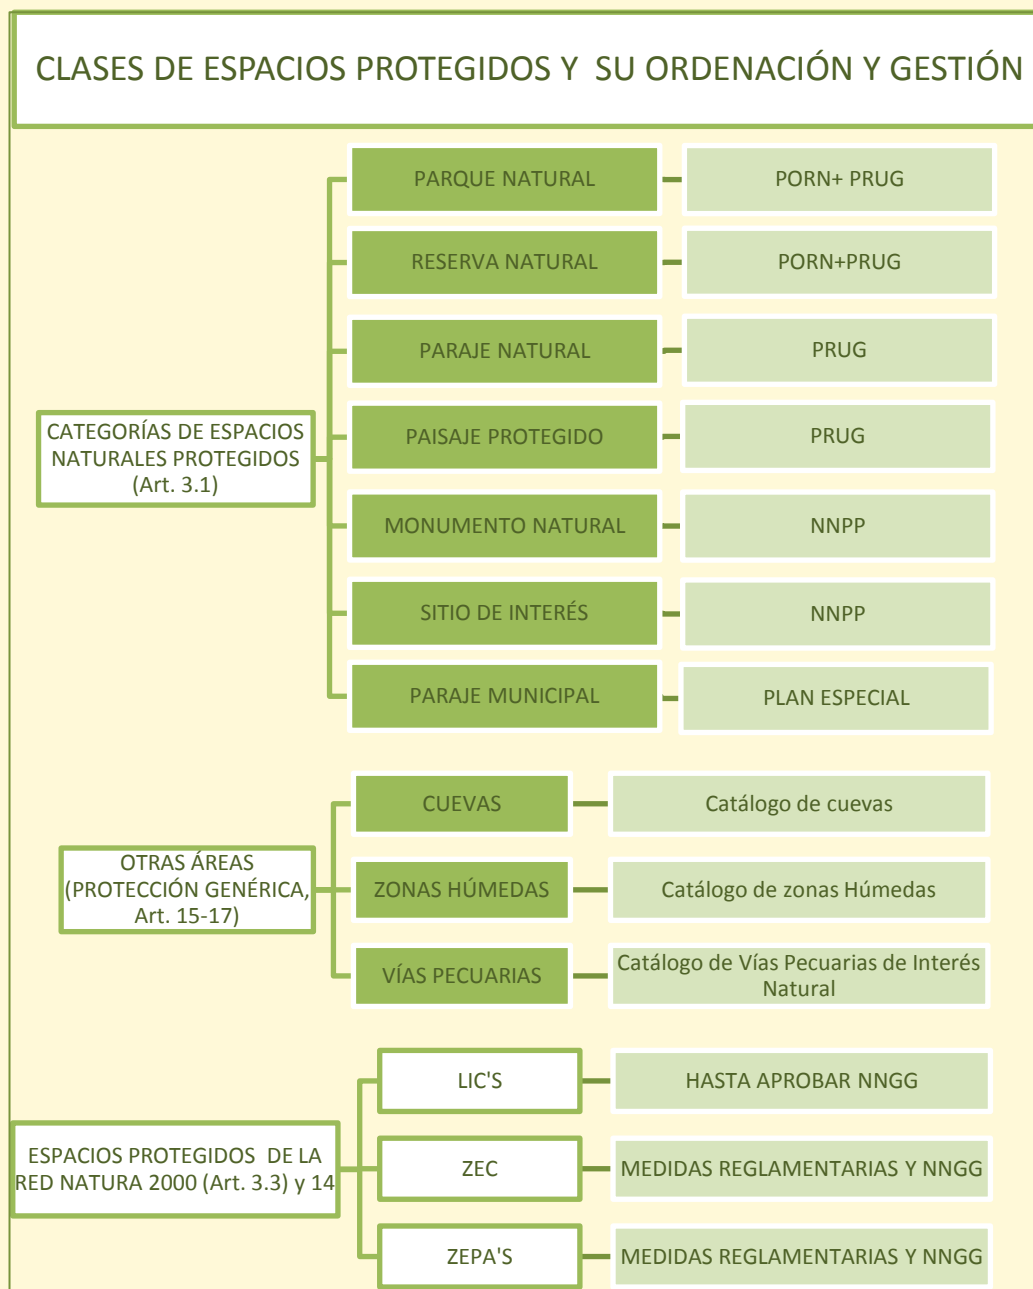 CLASES DE ESPACIOS PROTEGIDOS Y SU ORDENACIÓN Y GESTIÓN
CATEGORÍAS DE ESPACIOS
NATURALES PROTEGIDOS
(Art. 3.1)
PARQUE NATURAL
PORN+ PRUG
RESERVA NATURAL
PORN+PRUG
PARAJE NATURAL
PRUG
PAISAJE PROTEGIDO
PRUG
MONUMENTO NATURAL
NNPP
SITIO DE INTERÉS
NNPP
PARAJE MUNICIPAL
PLAN ESPECIAL
OTRAS ÁREAS
(PROTECCIÓN GENÉRICA,
Art. 15-17)
CUEVAS
Catálogo de cuevas
ZONAS HÚMEDAS
Catálogo de zonas Húmedas
VÍAS PECUARIAS
Catálogo de Vías Pecuarias de Interés
Natural
ESPACIOS PROTEGIDOS DE LA
RED NATURA 2000 (Art. 3.3) y 14
LIC'S
HASTA APROBAR NNGG
ZEC
MEDIDAS REGLAMENTARIAS Y NNGG
ZEPA'S
MEDIDAS REGLAMENTARIAS Y NNGG